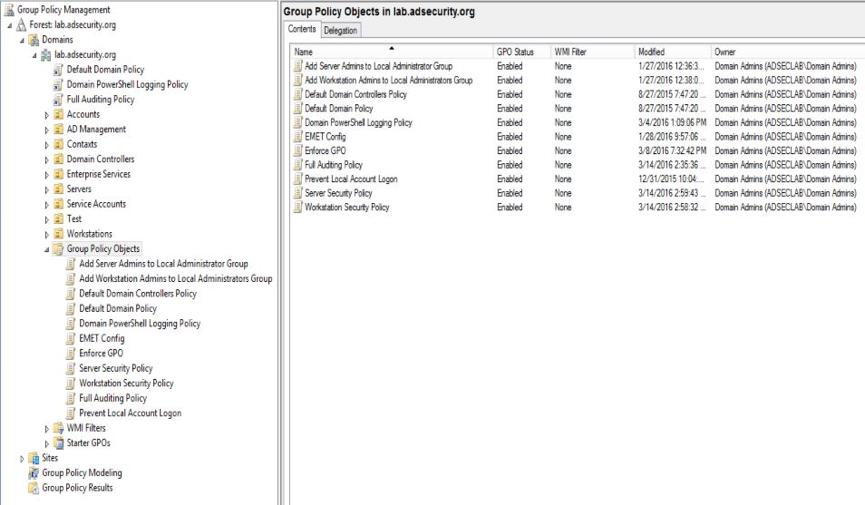 Group Policy Management
Forest: lab.adsecurity.org
Domains
lab.adsecurity.org
Default Domain Policy
Domain PowerShell Logging Policy
Full Auditing Policy
Accounts
AD Management
Contaxts
Domain Controllers
Enterprise Services
Servers
Service Accounts
Test
Workstations
Group Policy Objects
Add Server Admins to Local Administrator Group
Add Workstation Admins to Local Administrators Group
Default Domain Controllers Policy
Default Domain Policy
Domain PowerShell Logging Policy
EMET Config
Enforce GPO
Server Security Policy
Workstation Security Policy
Full Auditing Policy
Prevent Local Account Logon
WMI Filters
Starter GPOs
Sites
Group Policy Modeling
Group Policy Results
Group Policy Objects in lab.adsecurity.org
Contents Delegation
Name GPO Status WMI Filter Modified Owner
Add Server Admins to Local Administrator Group Enabled None 1/27/2016 12:36:3... Domain Admins (ADSECLAB\Domain Admins)
Add Workstation Admins to Local Administrators Group Enabled None 1/27/2016 12:38:0... Domain Admins (ADSECLAB\Domain Admins)
Default Domain Controllers Policy Enabled None 8/27/2015 7:47:20 ... Domain Admins (ADSECLAB\Domain Admins)
Default Domain Policy Enabled None 8/27/2015 7:47:20 ... Domain Admins (ADSECLAB\Domain Admins)
Domain PowerShell Logging Policy Enabled None 3/4/2016 1:09:06 PM Domain Admins (ADSECLAB\Domain Admins)
EMET Config Enabled None 1/28/2016 9:57:06 ... Domain Admins (ADSECLAB\Domain Admins)
Enforce GPO Enabled None 3/8/2016 7:32:42 PM Domain Admins (ADSECLAB\Domain Admins)
Full Auditing Policy Enabled None 3/14/2016 2:35:36 ... Domain Admins (ADSECLAB\Domain Admins)
Prevent Local Account Logon Enabled None 12/31/2015 10:04:... Domain Admins (ADSECLAB\Domain Admins)
Server Security Policy Enabled None 3/14/2016 2:59:43 ... Domain Admins (ADSECLAB\Domain Admins)
Workstation Security Policy Enabled None 3/14/2016 2:58:32 ... Domain Admins (ADSECLAB\Domain Admins)